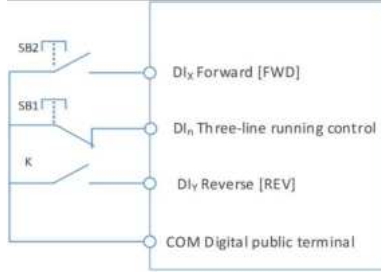 SB2
DIx Forward [FWD]
SB1
DIn Three-line running control
K
DIY Reverse [REV]
COM Digital public terminal